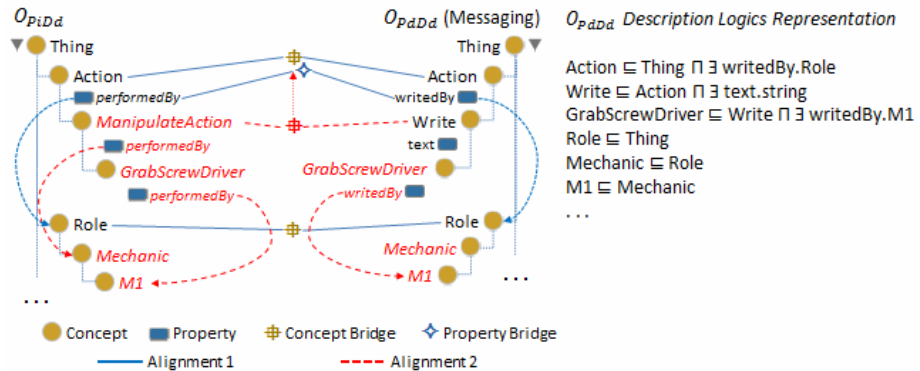 O_PiDd
O_PdDd (Messaging)
O_PdDd Description Logics Representation
Thing
Thing
Action
Action
performedBy
writedBy
ManipulateAction
Write
performedBy
text
GrabScrewDriver
GrabScrewDriver
performedBy
writedBy
Role
Role
Mechanic
Mechanic
M1
M1
...
...
Action ⊑ Thing Π ∃ writedBy.Role
Write ⊑ Action Π ∃ text.string
GrabScrewDriver ⊑ Write Π ∃ writedBy.M1
Role ⊑ Thing
Mechanic ⊑ Role
M1 ⊑ Mechanic
...
Concept Property Concept Bridge Property Bridge
Alignment 1 Alignment 2